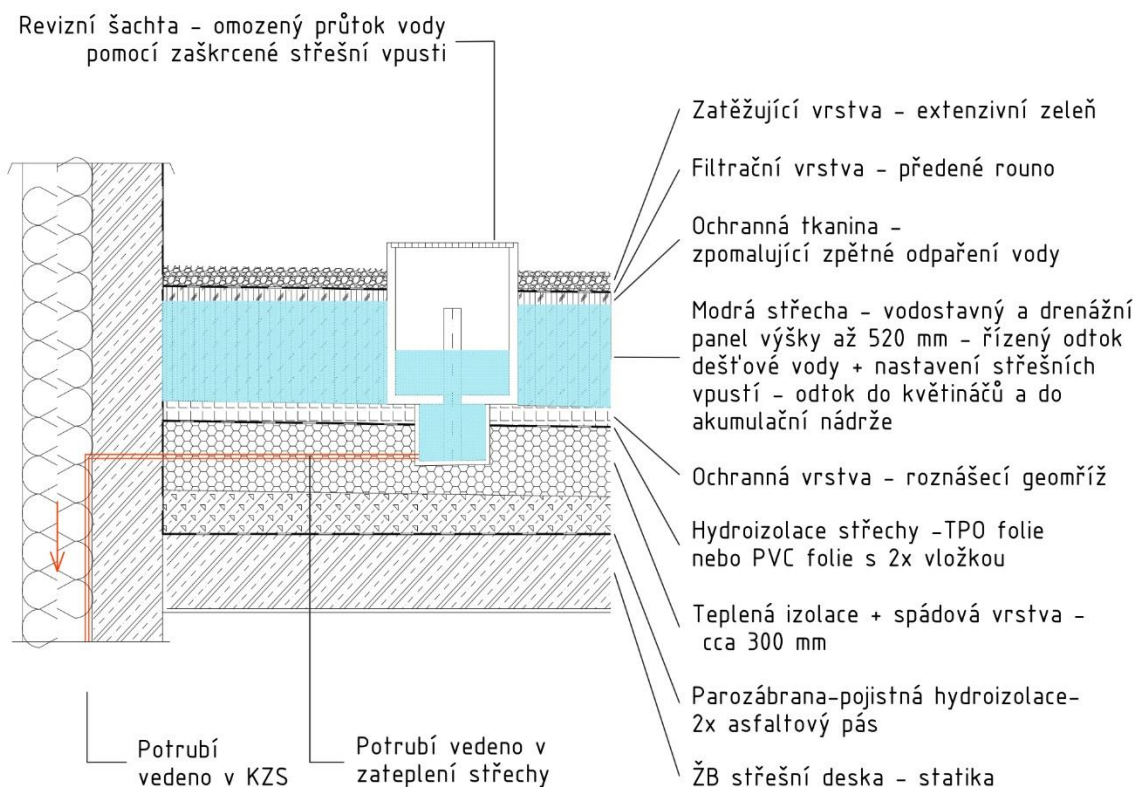 Revizní šachta - omozený průtok vody
pomocí zaškrcené střešní vpusti
Zatěžující vrstva - extenzivní zeleň
Filtrační vrstva - předené rouno
Ochranná tkanina -
zpomalující zpětné odpaření vody
Modrá střecha - vodostavný a drenážní
panel výšky až 520 mm - řízený odtok
dešťové vody + nastavení střešních
vpustí - odtok do květináčů a do
akumulační nádrže
Ochranná vrstva - roznášecí geomříž
Hydroizolace střechy -TPO folie
nebo PVC folie s 2x vložkou
Teplená izolace + spádová vrstva -
cca 300 mm
Parozábrana-pojistná hydroizolace-
2x asfaltový pás
ŽB střešní deska - statika
Potrubí
vedeno v KZS
Potrubí vedeno v
zateplení střechy